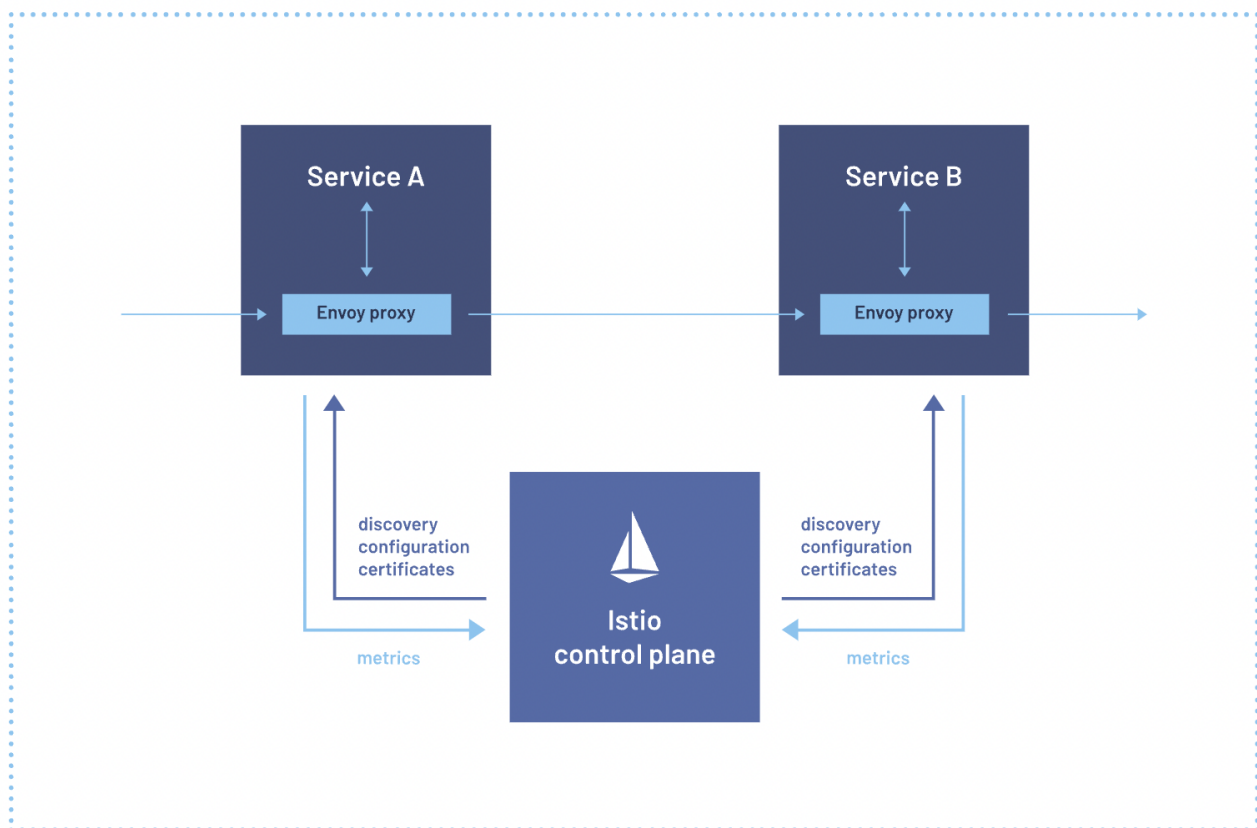 Service A
Service B
Envoy proxy
Envoy proxy
discovery
configuration
certificates
discovery
configuration
certificates
Istio
control plane
metrics
metrics